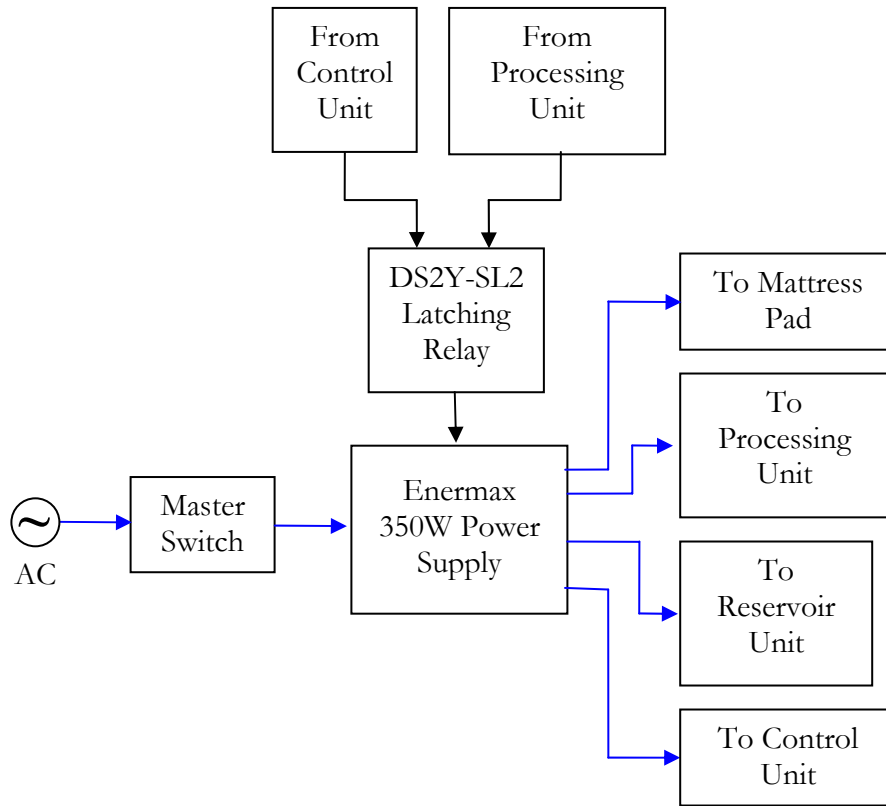 From
Control
Unit
From
Processing
Unit
DS2Y-SL2
Latching
Relay
To Mattress
Pad
To
Processing
Unit
Enermax
350W Power
Supply
Master
Switch
~
AC
To
Reservoir
Unit
To Control
Unit